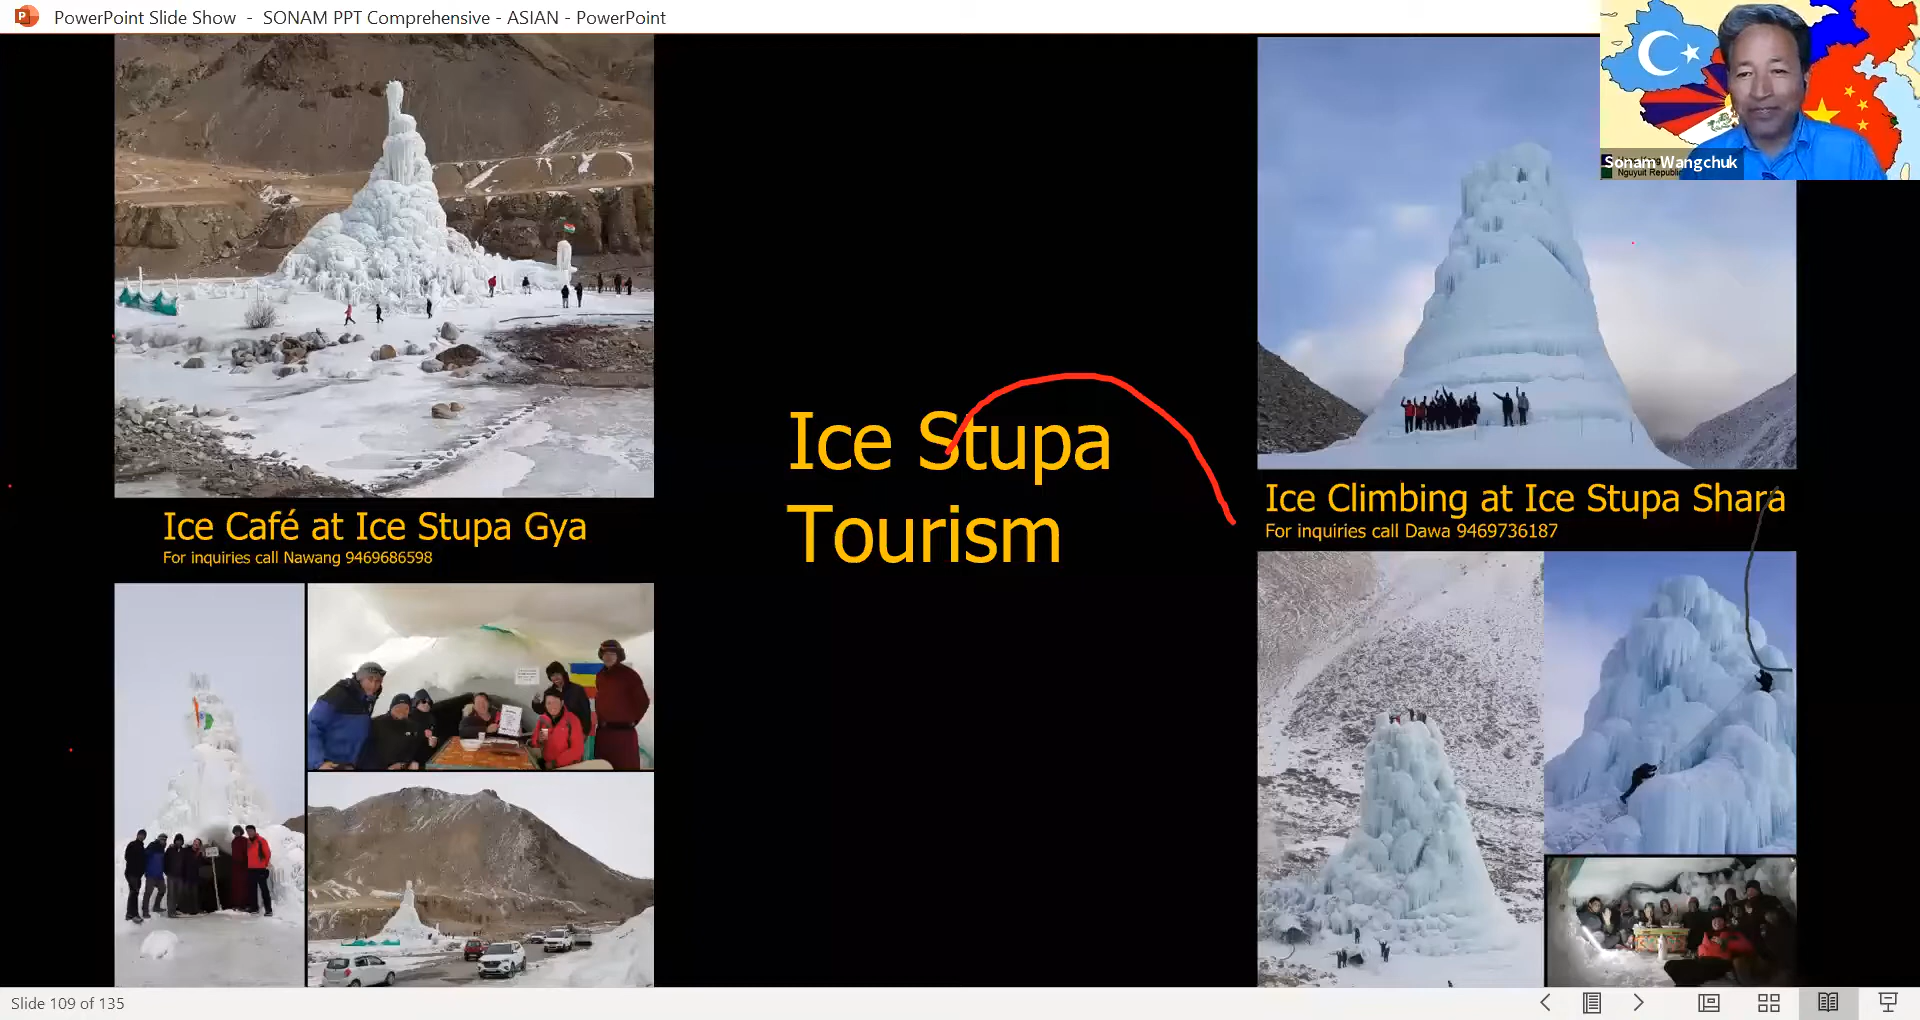 PowerPoint Slide Show - SONAM PPT Comprehensive - ASIAN - PowerPoint
Sonam Wangchuk
Ice Café at Ice Stupa Gya
For inquiries call Nawang 9469686598
Ice Stupa
Tourism
Ice Climbing at Ice Stupa Shara
For inquiries call Dawa 9469736187
Slide 109 of 135